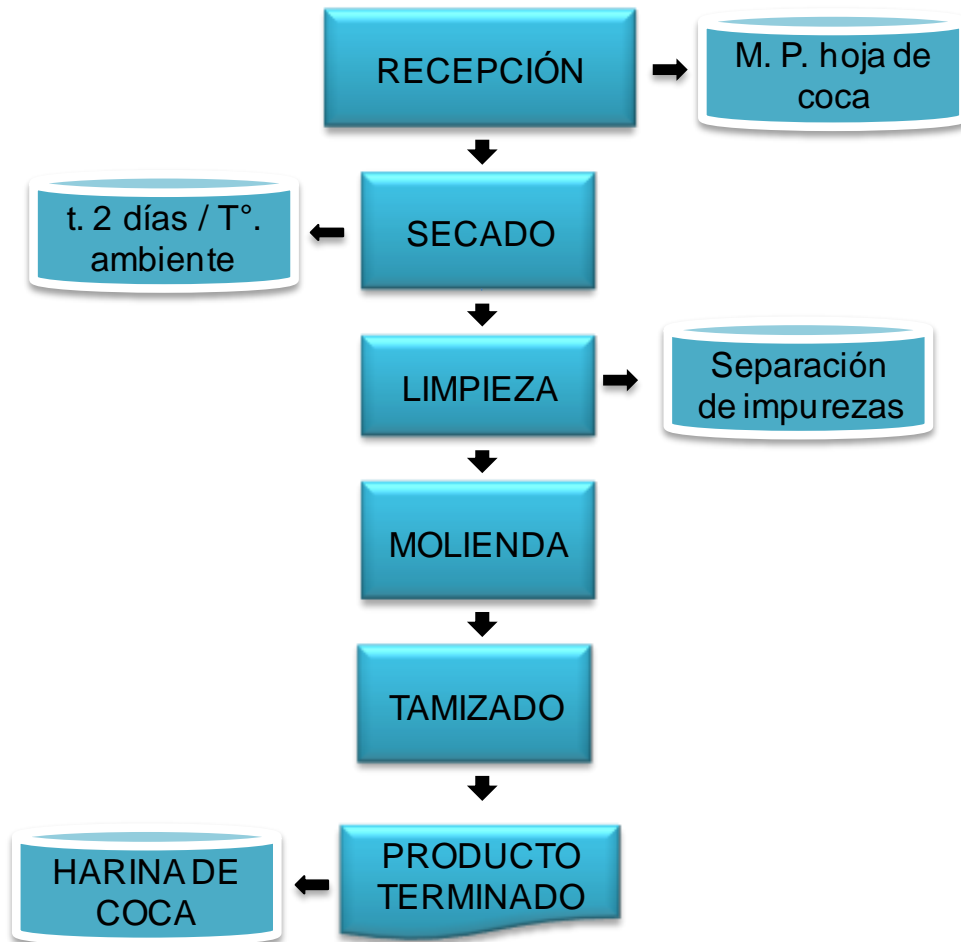 RECEPCIÓN
M. P. hoja de
coca
t. 2 días / T°.
ambiente
SECADO
LIMPIEZA
Separación
de impurezas
MOLIENDA
TAMIZADO
HARINA DE
COCA
PRODUCTO
TERMINADO